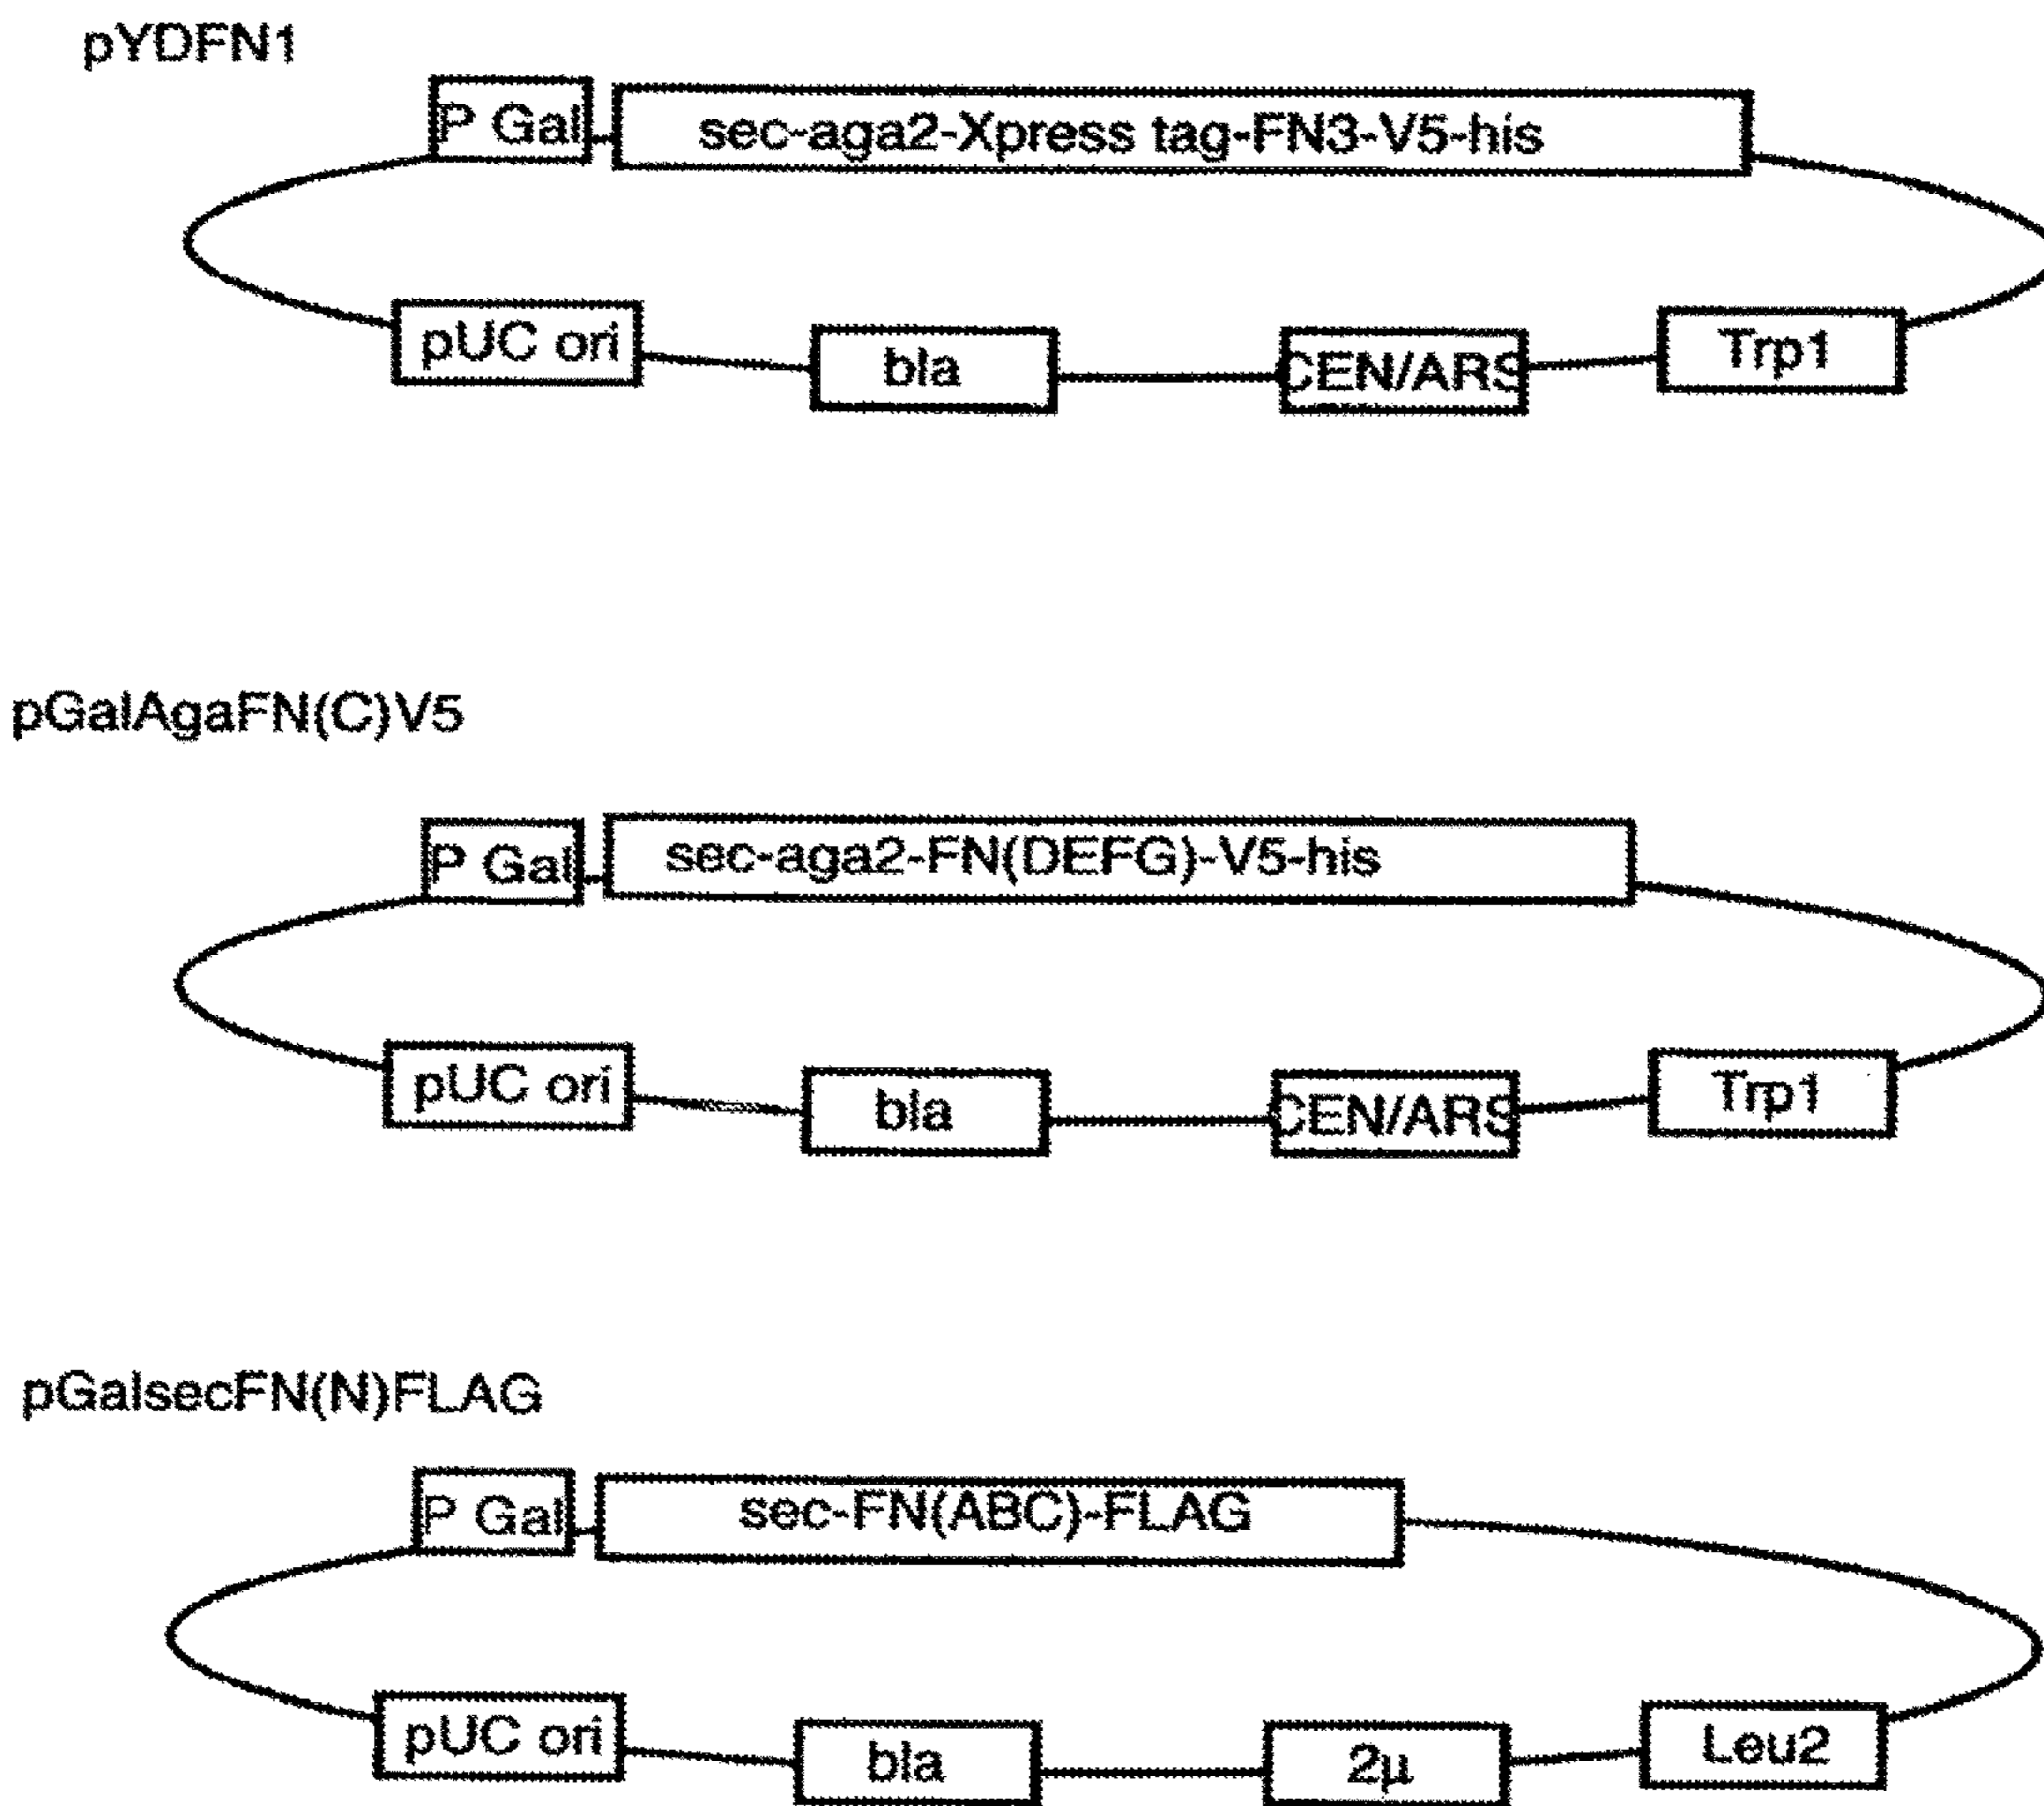 pYDFN1
P Gal
sec-aga2-Xpress tag-FN3-V5-his
pUC ori
bla
CEN/ARS
Trp1
pGalAgaFN(C)V5
P Gal
sec-aga2-FN(DEFG)-V5-his
pUC ori
bla
CEN/ARS
Trp1
pGalsecFN(N)FLAG
P Gal
sec-FN(ABC)-FLAG
pUC ori
bla
2µ
Leu2